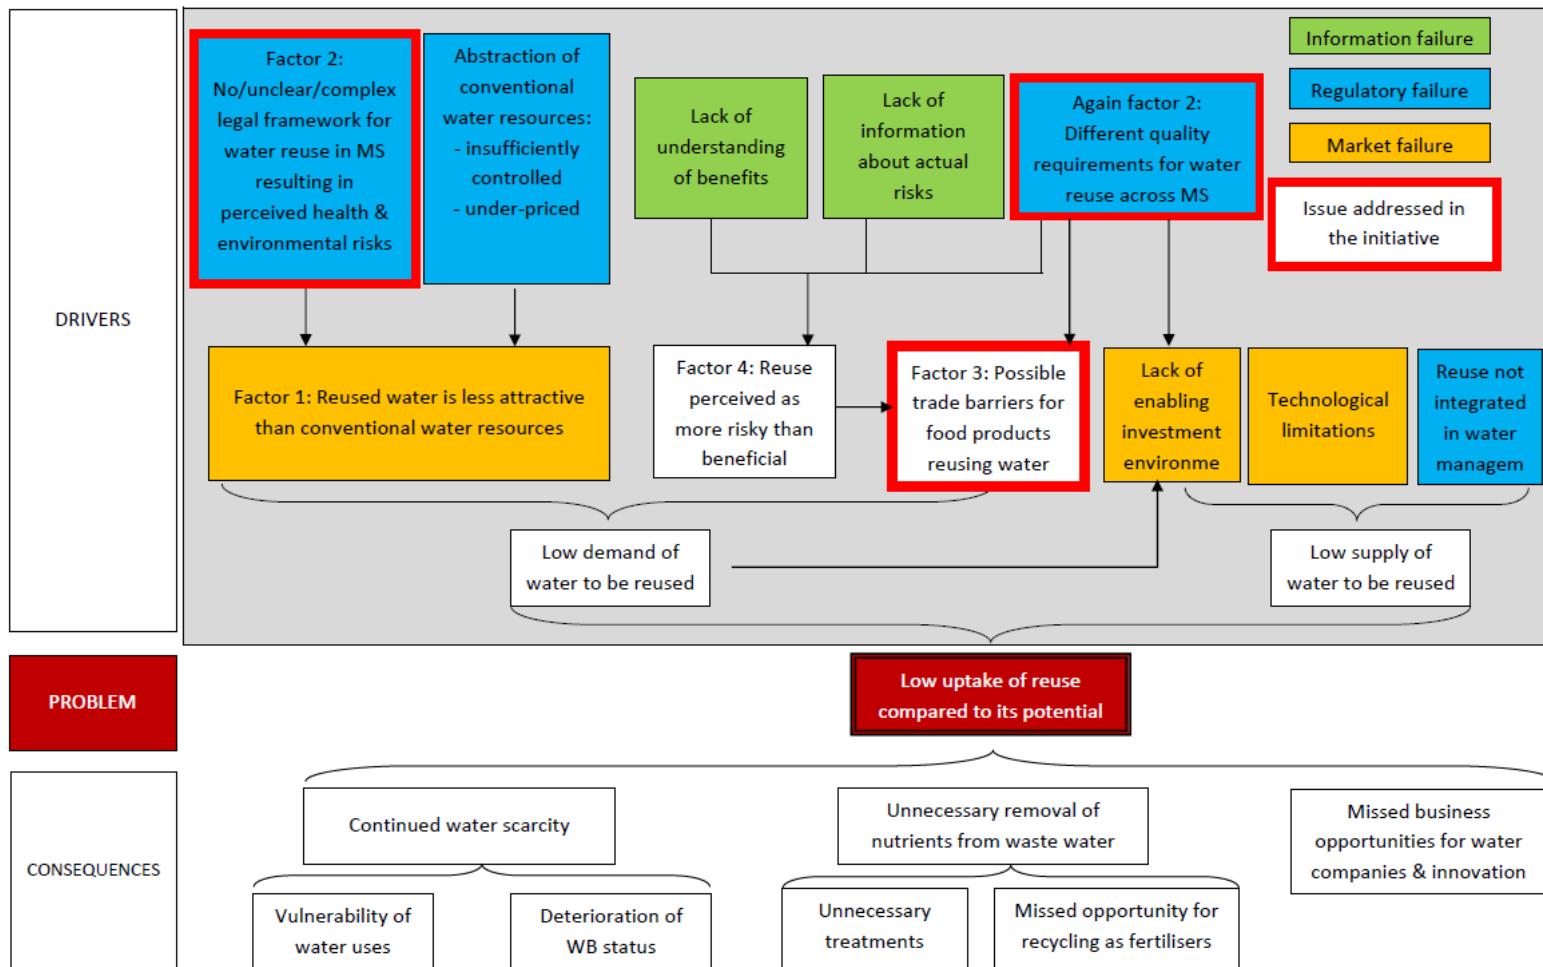 DRIVERS
Factor 2:
No/unclear/complex
legal framework for
water reuse in MS
resulting in
perceived health &
environmental risks
Abstraction of
conventional
water resources:
- insufficiently
controlled
- under-priced
Lack of
understanding
of benefits
Lack of
information
about actual
risks
Again factor 2:
Different quality
requirements for water
reuse across MS
Information failure
Regulatory failure
Market failure
Issue addressed in
the initiative
Factor 1: Reused water is less attractive
than conventional water resources
Factor 4: Reuse
perceived as
more risky than
beneficial
Factor 3: Possible
trade barriers for
food products
reusing water
Lack of
enabling
investment
environme
Technological
limitations
Reuse not
integrated
in water
managem
Low demand of
water to be reused
Low supply of
water to be reused
PROBLEM
Low uptake of reuse
compared to its potential
CONSEQUENCES
Continued water scarcity
Unnecessary removal of
nutrients from waste water
Missed business
opportunities for water
companies & innovation
Vulnerability of
water uses
Deterioration of
WB status
Unnecessary
treatments
Missed opportunity for
recycling as fertilisers